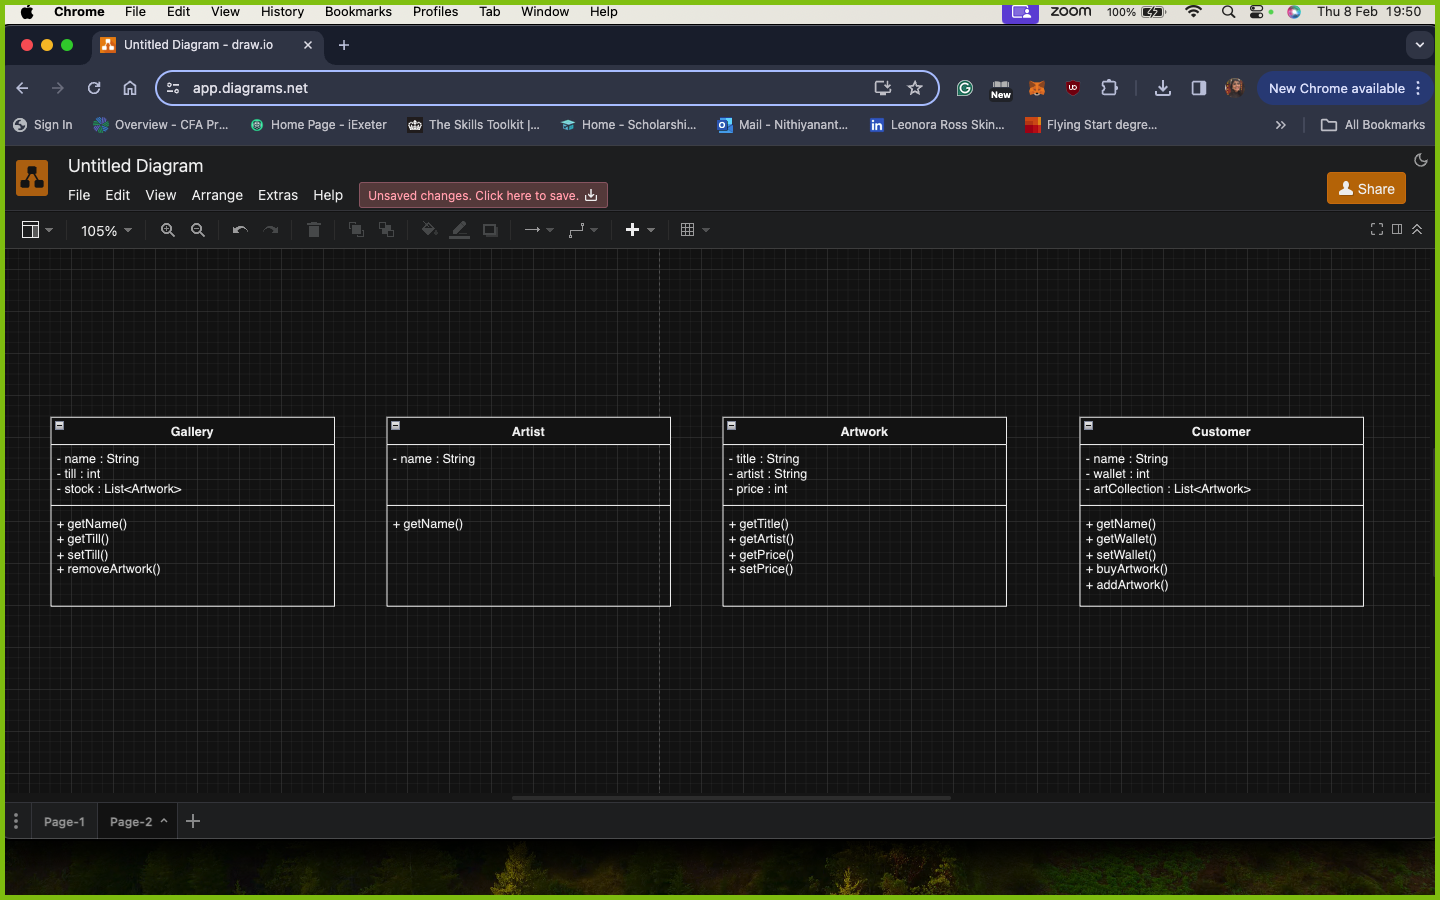 Chrome File Edit View History Bookmarks Profiles Tab Window Help zoom 100% Thu 8 Feb 19:50
Untitled Diagram - draw.io
app.diagrams.net New New Chrome available
Sign In Overview - CFA Pr... Home Page - iExeter The Skills Toolkit |... Home - Scholarshi... Mail - Nithiyanant... Leonora Ross Skin... Flying Start degre... All Bookmarks
Untitled Diagram
File Edit View Arrange Extras Help Unsaved changes. Click here to save. Share
105%
Gallery
- name : String
- till : int
- stock : List<Artwork>
+ getName()
+ getTill()
+ setTill()
+ removeArtwork()
Artist
- name : String
+ getName()
Artwork
- title : String
- artist : String
- price : int
+ getTitle()
+ getArtist()
+ getPrice()
+ setPrice()
Customer
- name : String
- wallet : int
- artCollection : List<Artwork>
+ getName()
+ getWallet()
+ setWallet()
+ buyArtwork()
+ addArtwork()
Page-1 Page-2